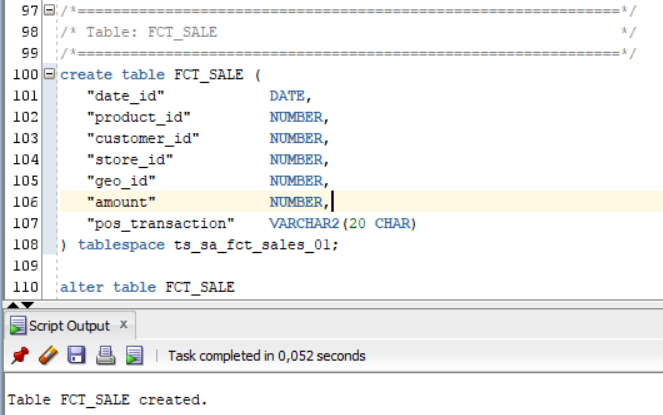 97 /*==============================================================*/
98 /* Table: FCT_SALE                                              */
99 /*==============================================================*/
100 create table FCT_SALE (
101    "date_id"            DATE,
102    "product_id"         NUMBER,
103    "customer_id"        NUMBER,
104    "store_id"           NUMBER,
105    "geo_id"             NUMBER,
106    "amount"             NUMBER,
107    "pos_transaction"    VARCHAR2(20 CHAR)
108 ) tablespace ts_sa_fct_sales_01;
109
110 alter table FCT_SALE
Script Output x
Task completed in 0,052 seconds
Table FCT_SALE created.